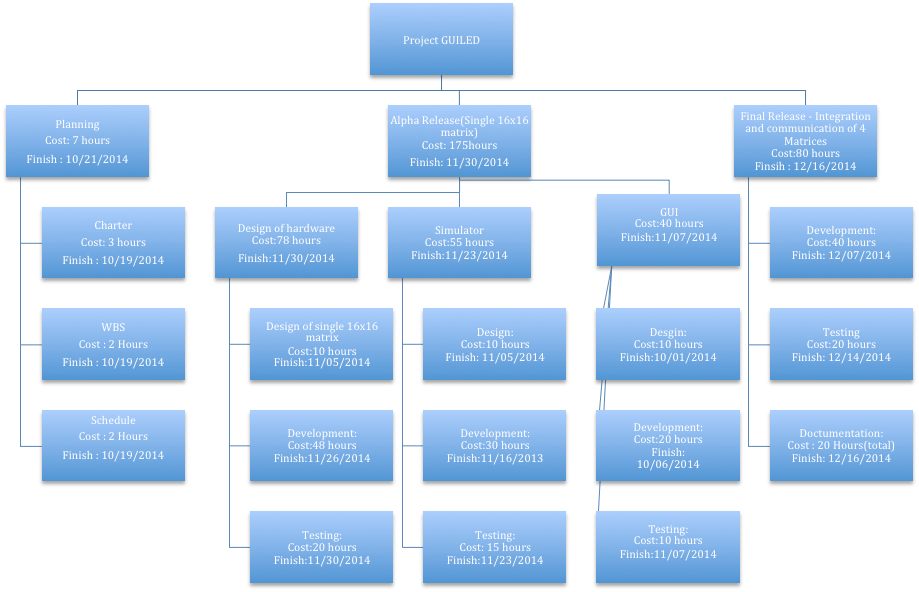 Project GUILED
Planning
Cost: 7 hours
Finish : 10/21/2014
Alpha Release(Single 16x16
matrix)
Cost: 175hours
Finish: 11/30/2014
Final Release - Integration
and communication of 4
Matrices
Cost:80 hours
Finsih : 12/16/2014
Charter
Cost: 3 hours
Finish : 10/19/2014
WBS
Cost : 2 Hours
Finish : 10/19/2014
Schedule
Cost : 2 Hours
Finish : 10/19/2014
Design of hardware
Cost:78 hours
Finish:11/30/2014
Design of single 16x16
matrix
Cost:10 hours
Finish:11/05/2014
Development:
Cost:48 hours
Finish:11/26/2014
Testing:
Cost:20 hours
Finish:11/30/2014
Simulator
Cost:55 hours
Finish:11/23/2014
Design:
Cost:10 hours
Finish: 11/05/2014
Development:
Cost:30 hours
Finish:11/16/2013
Testing:
Cost: 15 hours
Finish:11/23/2014
GUI
Cost:40 hours
Finish:11/07/2014
Desgin:
Cost:10 hours
Finish:10/01/2014
Development:
Cost:20 hours
Finish:
10/06/2014
Testing:
Cost:10 hours
Finish:11/07/2014
Development:
Cost:40 hours
Finish: 12/07/2014
Testing
Cost:20 hours
Finish: 12/14/2014
Doctumentation:
Cost : 20 Hours(total)
Finish: 12/16/2014